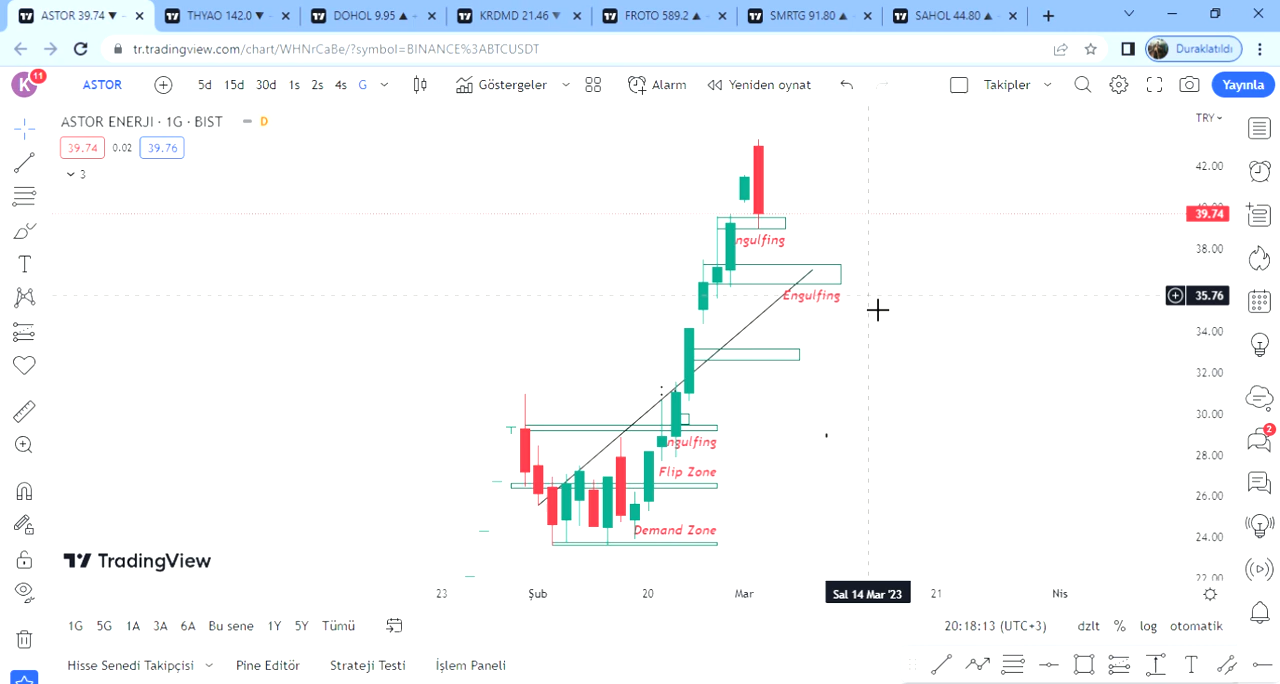 ASTOR 39.74 ▼
THYAO 142.0 ▼
DOHOL 9.95 ▲
KRDMD 21.46 ▼
FROTO 589.2 ▲
SMRTG 91.80 ▲
SAHOL 44.80 ▲
tr.tradingview.com/chart/WHNrCaBe/?symbol=BINANCE%3ABTCUSDT
Duraklatıldı
K 11
ASTOR
5d 15d 30d 1s 2s 4s G
Göstergeler
Alarm
Yeniden oynat
Takipler
Yayınla
ASTOR ENERJI · 1G · BIST
D
39.74 0.02 39.76
3
TRY
42.00
39.74
38.00
Engulfing
35.76
34.00
32.00
30.00
ngulfing
28.00
Flip Zone
26.00
Demand Zone
24.00
22.00
ngulfing
TradingView
23 Şub 20 Mar Sal 14 Mar '23 21 Nis
2
1G 5G 1A 3A 6A Bu sene 1Y 5Y Tümü
20:18:13 (UTC+3) dzlt % log otomatik
Hisse Senedi Takipçisi Pine Editör Strateji Testi İşlem Paneli